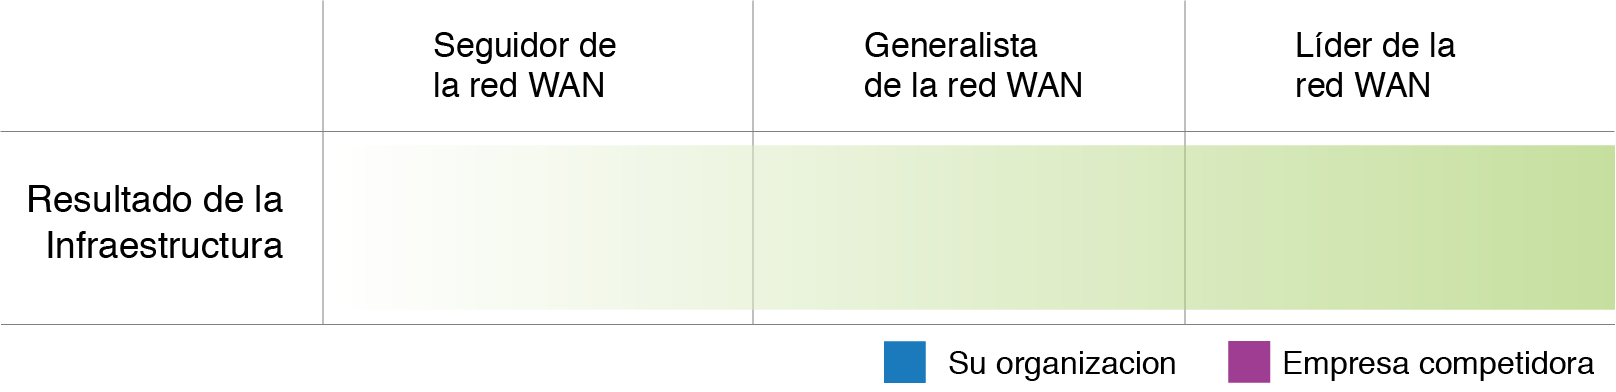 Seguidor de
la red WAN
Generalista
de la red WAN
Líder de la
red WAN
Resultado de la
Infraestructura
Su organizacion
Empresa competidora